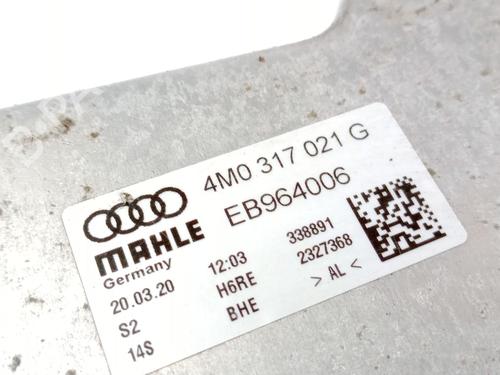 4M0 317 021 G
EB964006
MAHLE
Germany
20.03.20 12:03 338891
S2 H6RE 2327368
14S BHE > AL <